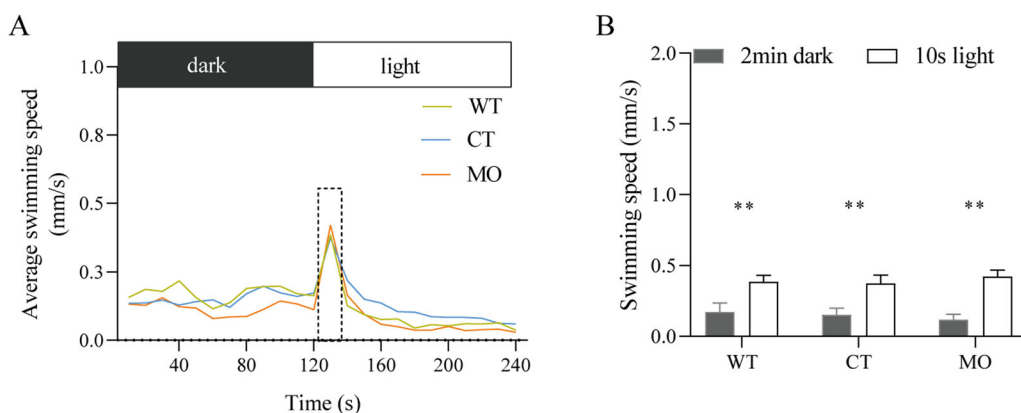 A
dark
light
WT
CT
MO
1.0
0.8
0.5
0.3
0.0
Average swimming speed
(mm/s)
40
80
120
160
200
240
Time (s)
B
2min dark
10s light
2.0
1.5
1.0
0.5
0.0
Swimming speed (mm/s)
** ** **
WT CT MO